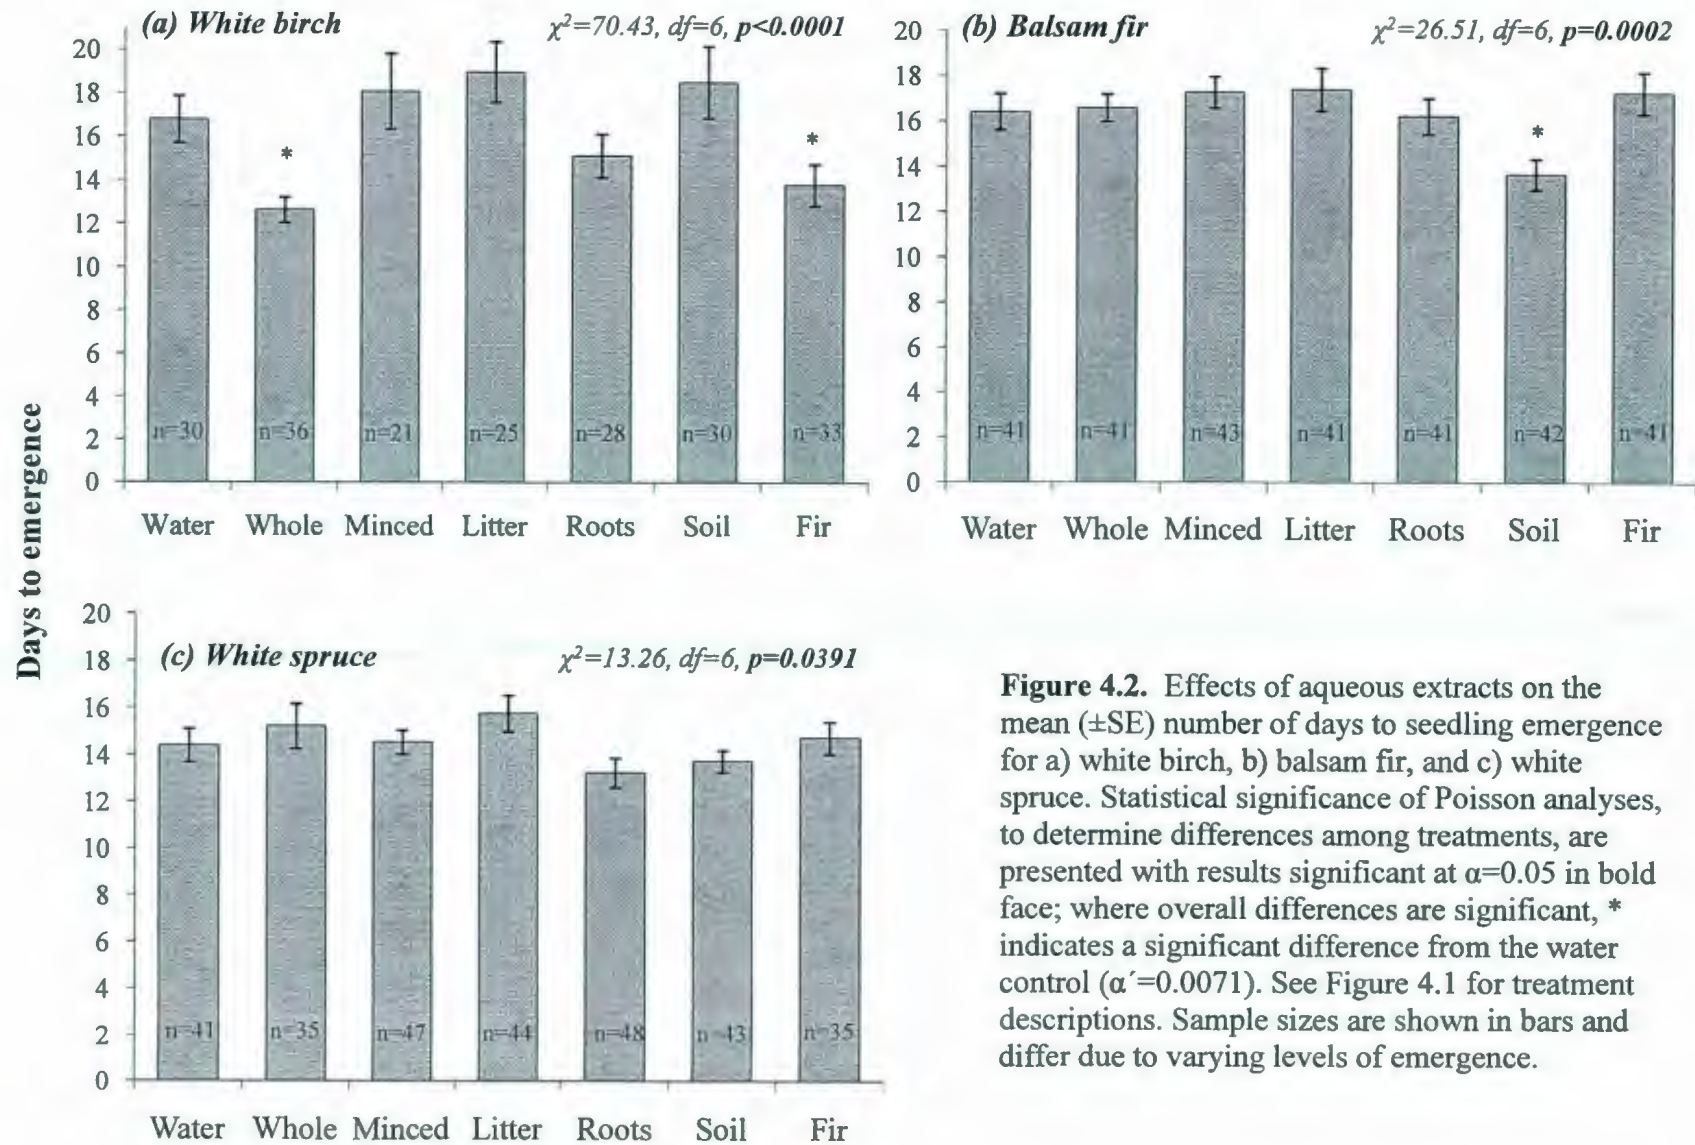 (a) White birch
χ²=70.43, df=6, p<0.0001
20
18
16
14
12
10
8
6
4
2
0
*
*
n=30 n=36 n=21 n=25 n=28 n=30 n=33
Water Whole Minced Litter Roots Soil Fir
(b) Balsam fir
χ²=26.51, df=6, p=0.0002
20
18
16
14
12
10
8
6
4
2
0
*
n=41 n=41 n=43 n=41 n=41 n=42 n=41
Water Whole Minced Litter Roots Soil Fir
Days to emergence
(c) White spruce
χ²=13.26, df=6, p=0.0391
20
18
16
14
12
10
8
6
4
2
0
n=41 n=35 n=47 n=44 n=48 n=43 n=35
Water Whole Minced Litter Roots Soil Fir
Figure 4.2. Effects of aqueous extracts on the
mean (±SE) number of days to seedling emergence
for a) white birch, b) balsam fir, and c) white
spruce. Statistical significance of Poisson analyses,
to determine differences among treatments, are
presented with results significant at α=0.05 in bold
face; where overall differences are significant, *
indicates a significant difference from the water
control (α´=0.0071). See Figure 4.1 for treatment
descriptions. Sample sizes are shown in bars and
differ due to varying levels of emergence.